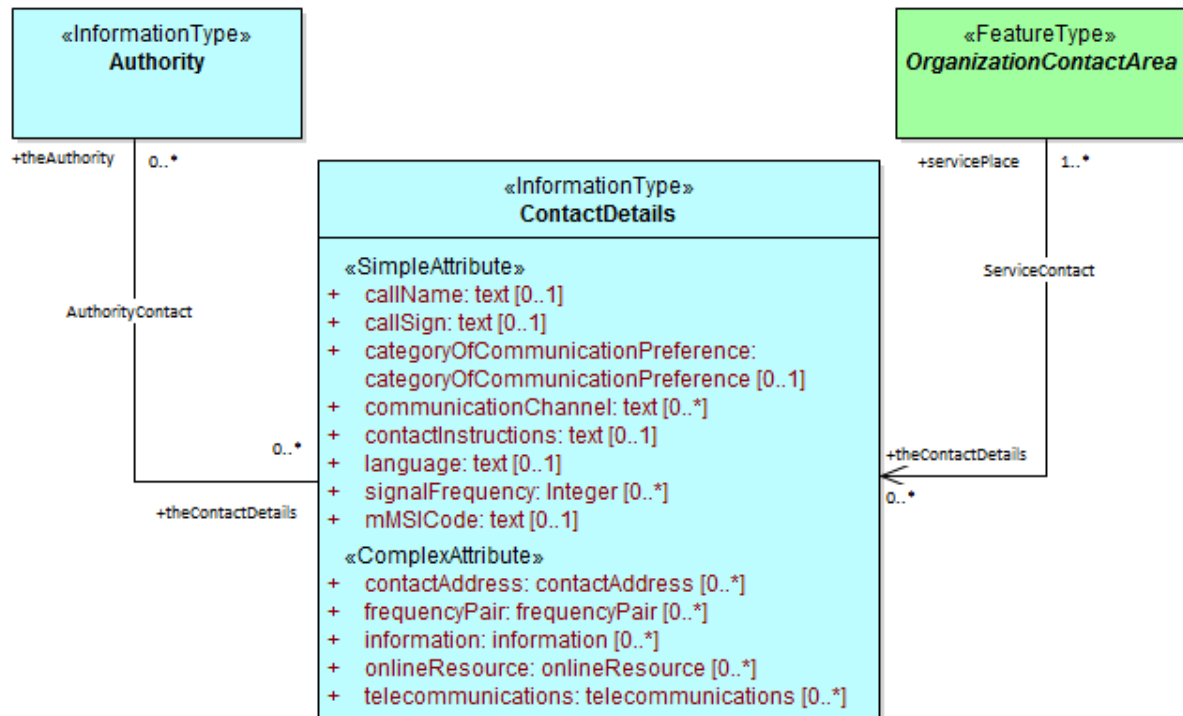 «InformationType»
Authority
«FeatureType»
OrganizationContactArea
+theAuthority
0..*
+servicePlace
1..*
«InformationType»
ContactDetails
«SimpleAttribute»
+ callName: text [0..1]
+ callSign: text [0..1]
+ categoryOfCommunicationPreference:
categoryOfCommunicationPreference [0..1]
+ communicationChannel: text [0..*]
+ contactInstructions: text [0..1]
+ language: text [0..1]
+ signalFrequency: Integer [0..*]
+ mMSICode: text [0..1]
«ComplexAttribute»
+ contactAddress: contactAddress [0..*]
+ frequencyPair: frequencyPair [0..*]
+ information: information [0..*]
+ onlineResource: onlineResource [0..*]
+ telecommunications: telecommunications [0..*]
AuthorityContact
0..*
+theContactDetails
ServiceContact
+theContactDetails
0..*